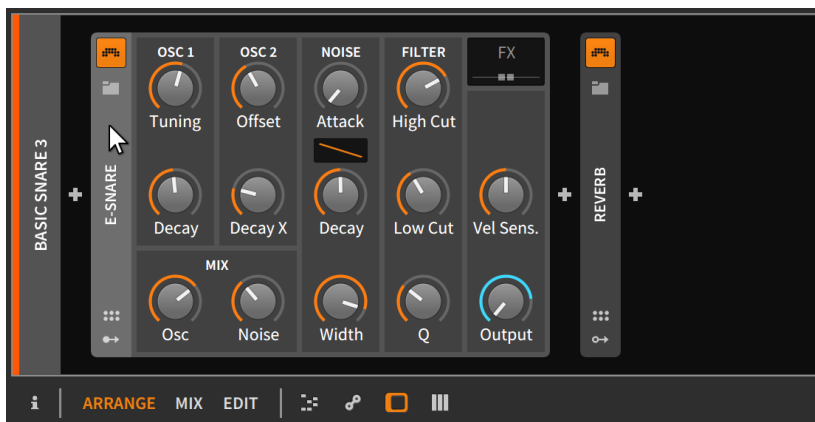 BASIC SNARE 3
E-SNARE
OSC 1 OSC 2 NOISE FILTER FX
Tuning Offset Attack High Cut
Decay Decay X Decay Low Cut Vel Sens.
MIX
Osc Noise Width Q Output
REVERB
ARRANGE MIX EDIT